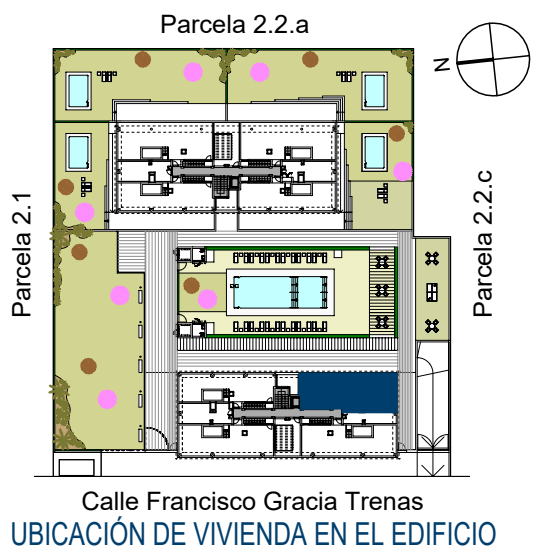 Parcela 2.2.a
N
Parcela 2.1
Parcela 2.2.c
Calle Francisco Gracia Trenas
UBICACIÓN DE VIVIENDA EN EL EDIFICIO